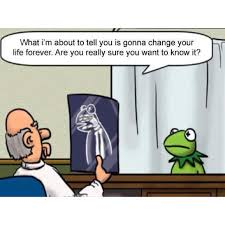 What i'm about to tell you is gonna change your
life forever. Are you really sure you want to know it?